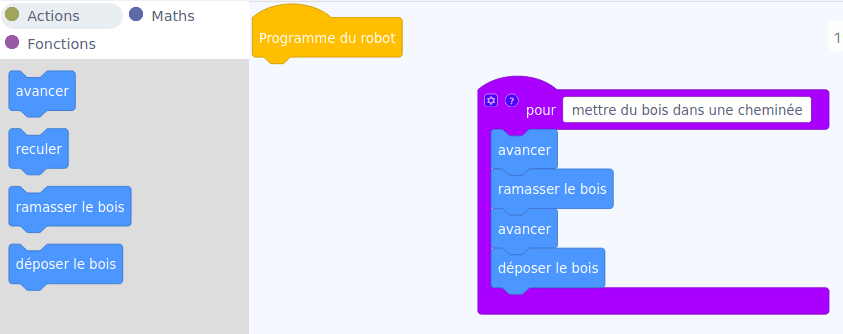 Actions
Maths
Fonctions
avancer
reculer
ramasser le bois
déposer le bois
Programme du robot
1
? pour mettre du bois dans une cheminée
avancer
ramasser le bois
avancer
déposer le bois